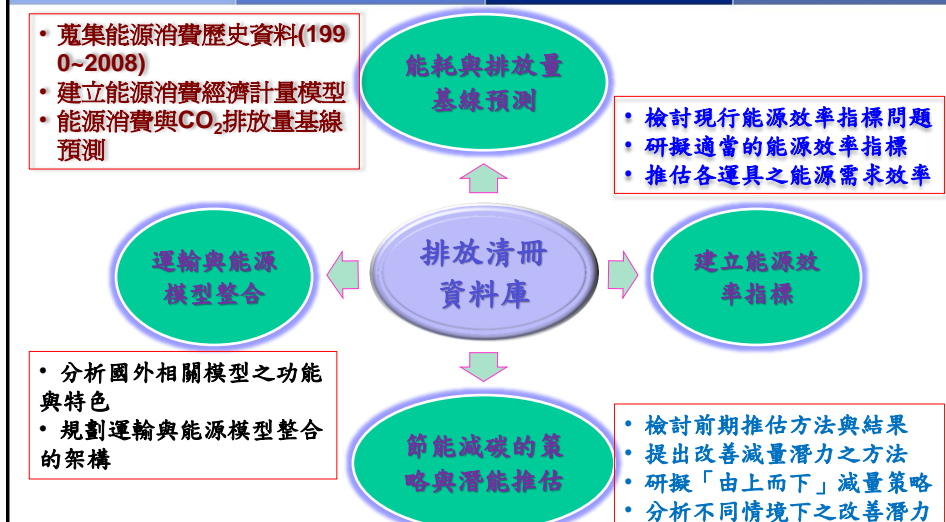 • 蒐集能源消費歷史資料(199
0~2008)
• 建立能源消費經濟計量模型
• 能源消費與CO₂排放量基線
預測
能耗與排放量
基線預測
• 檢討現行能源效率指標問題
• 研擬適當的能源效率指標
• 推估各運具之能源需求效率
運輸與能源
模型整合
排放清冊
資料庫
建立能源效
率指標
• 分析國外相關模型之功能
與特色
• 規劃運輸與能源模型整合
的架構
節能減碳的策
略與潛能推估
• 檢討前期推估方法與結果
• 提出改善減量潛力之方法
• 研擬「由上而下」減量策略
• 分析不同情境下之改善潛力